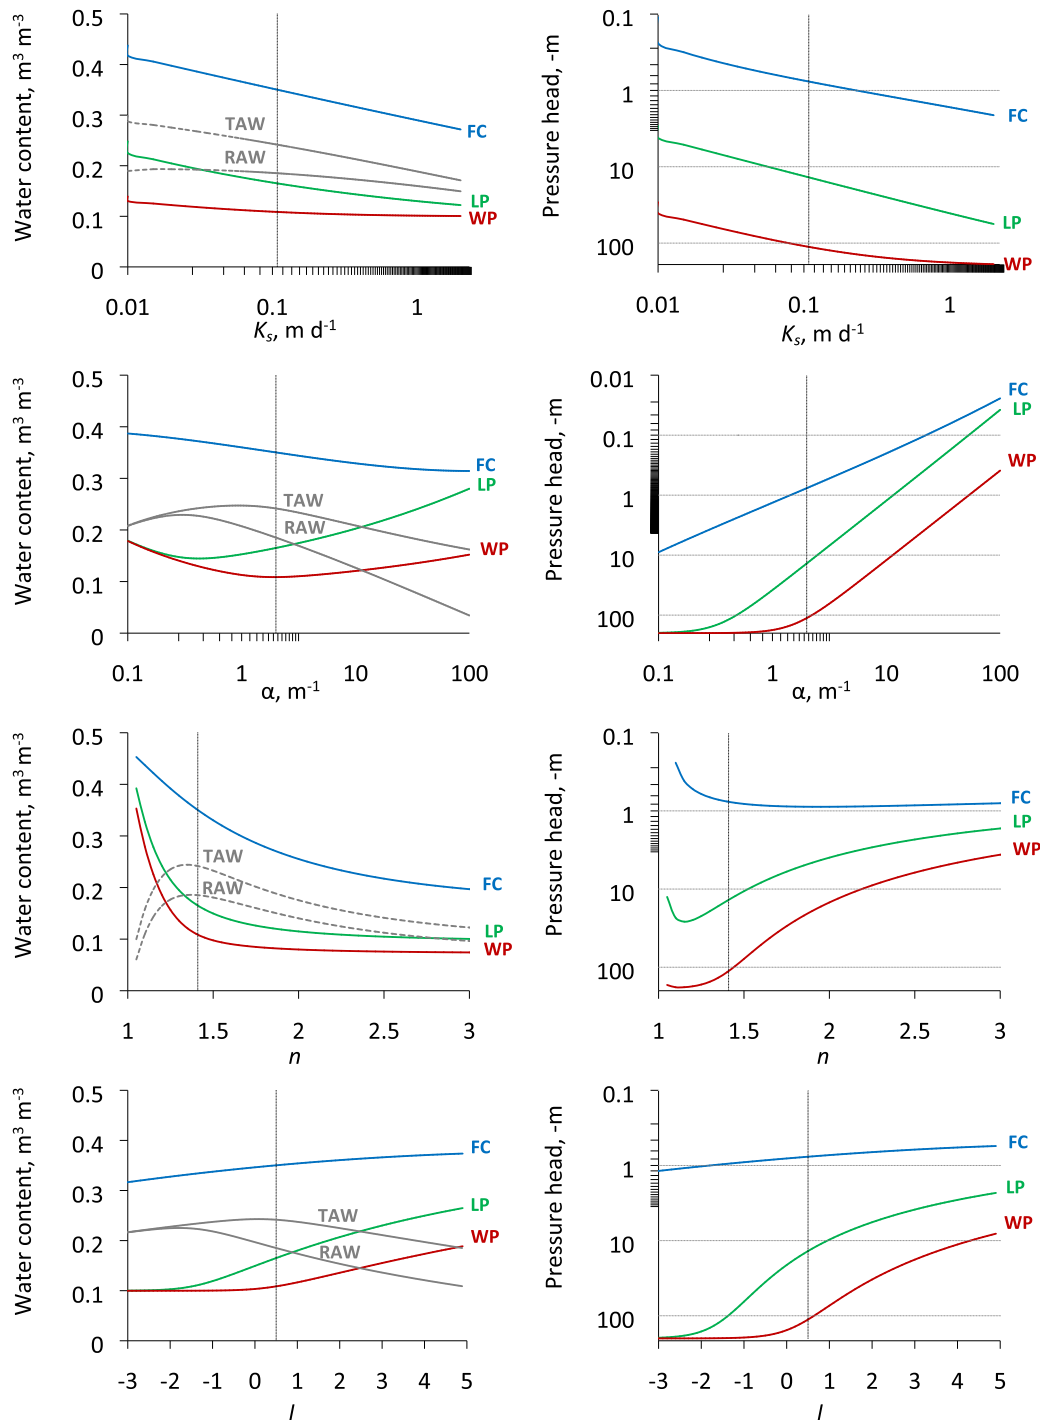 Water content, m³ m⁻³
0.5
0.4
0.3
0.2
0.1
0
FC
TAW
RAW
LP
WP
0.01
0.1
1
Kₛ, m d⁻¹
Pressure head, -m
0.1
1
10
100
FC
LP
WP
0.01
0.1
1
Kₛ, m d⁻¹
Water content, m³ m⁻³
0.5
0.4
0.3
0.2
0.1
0
FC
LP
TAW
RAW
WP
0.1
1
10
100
α, m⁻¹
Pressure head, -m
0.01
0.1
1
10
100
FC
LP
WP
0.1
1
10
100
α, m⁻¹
Water content, m³ m⁻³
0.5
0.4
0.3
0.2
0.1
0
TAW
RAW
FC
LP
WP
1
1.5
2
2.5
3
n
Pressure head, -m
0.1
1
10
100
FC
LP
WP
1
1.5
2
2.5
3
n
Water content, m³ m⁻³
0.5
0.4
0.3
0.2
0.1
0
FC
LP
TAW
WP
RAW
-3
-2
-1
0
1
2
3
4
5
l
Pressure head, -m
0.1
1
10
100
FC
LP
WP
-3
-2
-1
0
1
2
3
4
5
l